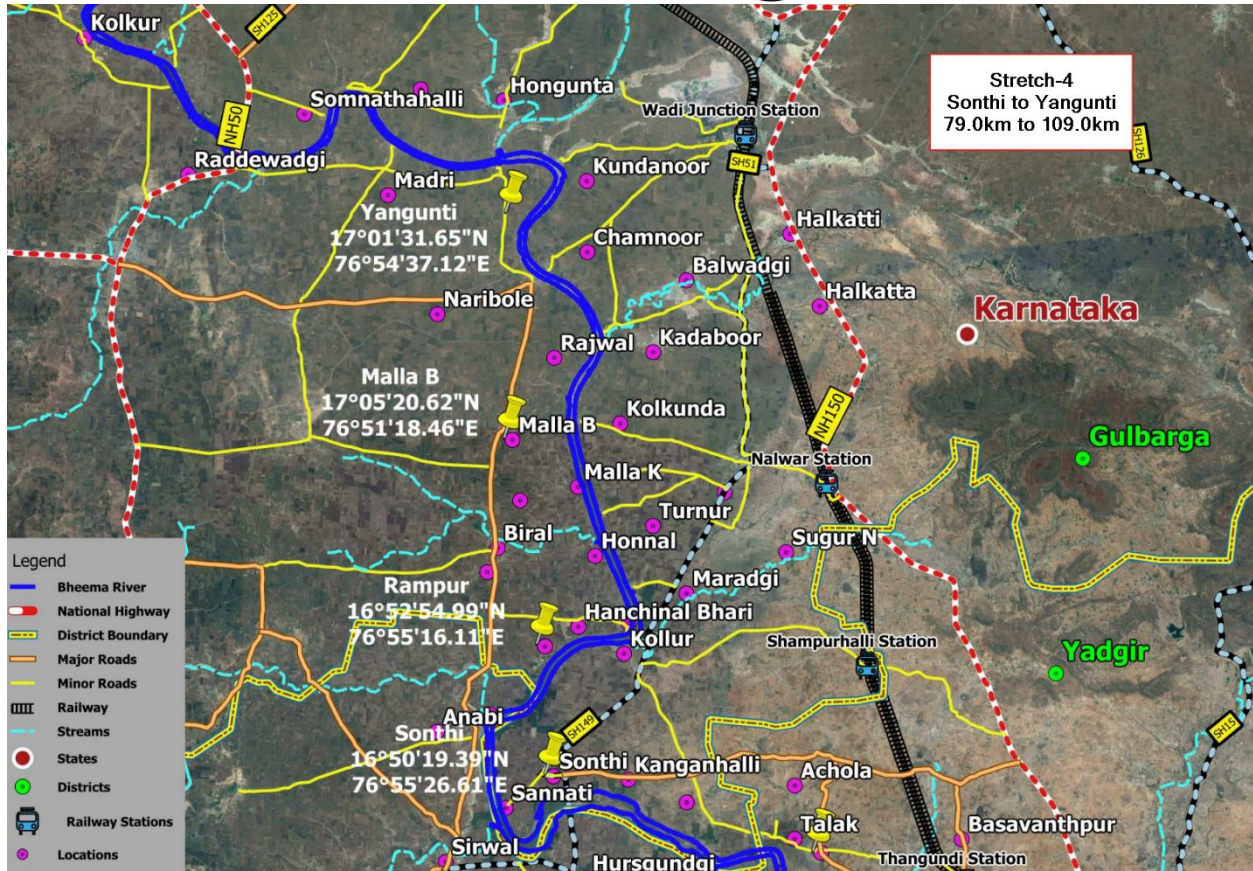 Kolkur
SH125
Stretch-4
Sonthi to Yangunti
79.0km to 109.0km
Hongunta
Somnathahalli
Wadi Junction Station
NH50
SH126
SH51
Raddewadgi
Kundanoor
Madri
Yangunti
17°01'31.65"N
76°54'37.12"E
Halkatti
Chamnoor
Balwadgi
Naribole
Halkatta
Karnataka
Rajwal
Kadaboor
Malla B
17°05'20.62"N
76°51'18.46"E
Kolkunda
NH150
Malla B
Gulbarga
Nalwar Station
Malla K
Turnur
Biral
Honnal
Sugur N
Legend
Bheema River
National Highway
District Boundary
Major Roads
Minor Roads
Railway
Streams
States
Districts
Railway Stations
Locations
Rampur
16°52'54.99"N
76°55'16.11"E
Maradgi
Hanchinal Bhari
Kollur
Shampurhalli Station
Yadgir
Anabi
Sonthi
16°50'19.39"N
76°55'26.61"E
SH149
SH15
Sonthi
Kanganhalli
Achola
Sannati
Talak
Basavanthpur
Sirwal
Hursgundgi
Thangundi Station